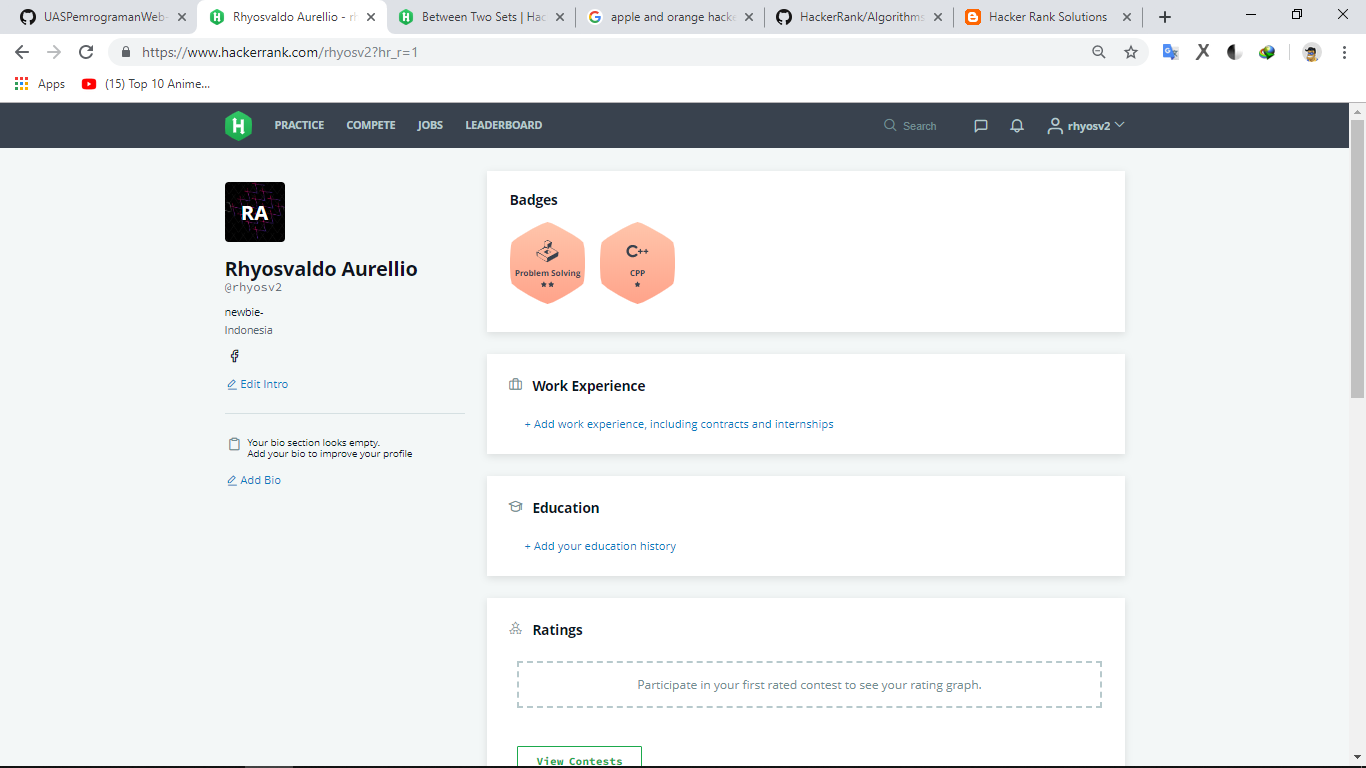 UASPemrogramanWeb-
Rhyosvaldo Aurellio - rh
Between Two Sets | Hac
apple and orange hacke
HackerRank/Algorithms
Hacker Rank Solutions
https://www.hackerrank.com/rhyosv2?hr_r=1
Apps
(15) Top 10 Anime...
H
PRACTICE
COMPETE
JOBS
LEADERBOARD
Search
rhyosv2
RA
Rhyosvaldo Aurellio
@rhyosv2
newbie-
Indonesia
Edit Intro
Your bio section looks empty.
Add your bio to improve your profile
Add Bio
Badges
Problem Solving
C++
CPP
Work Experience
+ Add work experience, including contracts and internships
Education
+ Add your education history
Ratings
Participate in your first rated contest to see your rating graph.
View Contests